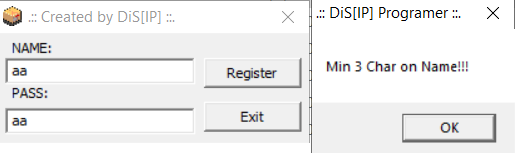 .:: Created by DiS[IP] ::.
NAME:
aa
Register
PASS:
aa
Exit
.:: DiS[IP] Programer ::.
Min 3 Char on Name!!!
OK